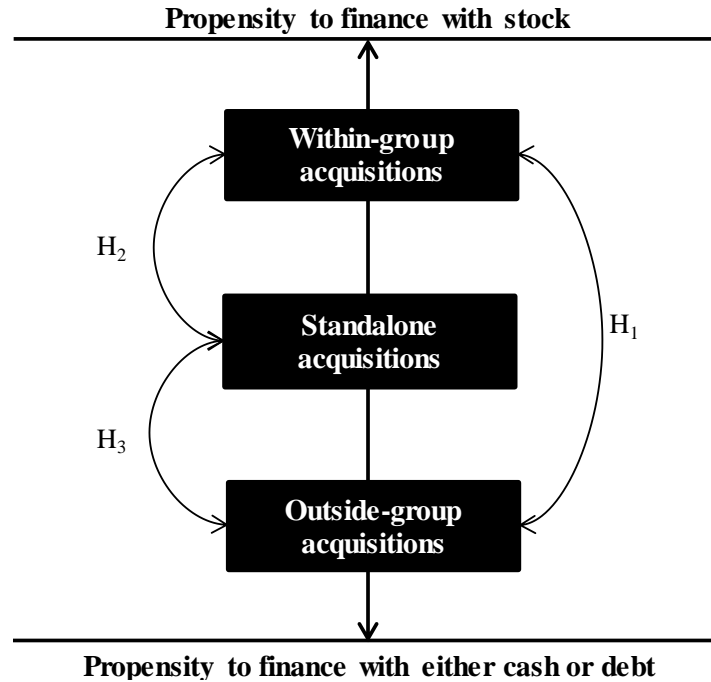 Propensity to finance with stock
Within-group
acquisitions
H2
Standalone
acquisitions
H1
H3
Outside-group
acquisitions
Propensity to finance with either cash or debt